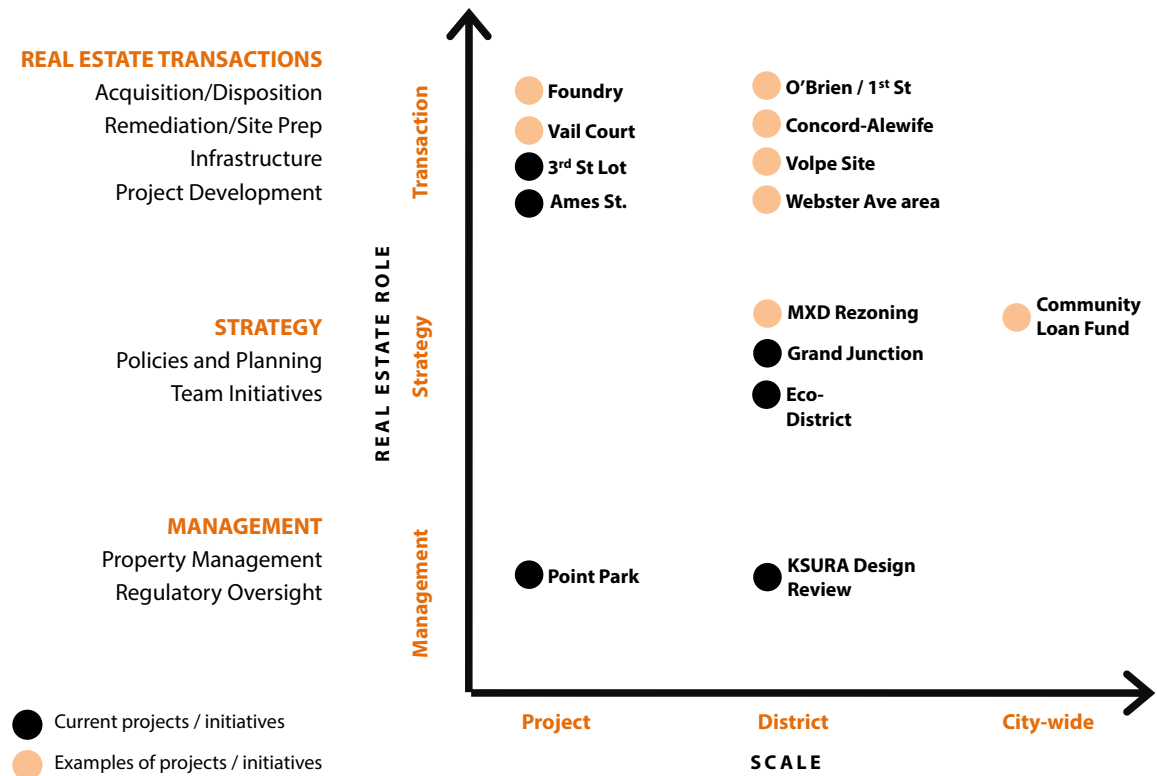 REAL ESTATE TRANSACTIONS
Acquisition/Disposition
Remediation/Site Prep
Infrastructure
Project Development
STRATEGY
Policies and Planning
Team Initiatives
MANAGEMENT
Property Management
Regulatory Oversight
REAL ESTATE ROLE
Transaction
Strategy
Management
Foundry
Vail Court
3rd St Lot
Ames St.
O’Brien / 1st St
Concord-Alewife
Volpe Site
Webster Ave area
MXD Rezoning
Grand Junction
Eco-
District
Community
Loan Fund
Point Park
KSURA Design
Review
Project
District
City-wide
SCALE
Current projects / initiatives
Examples of projects / initiatives